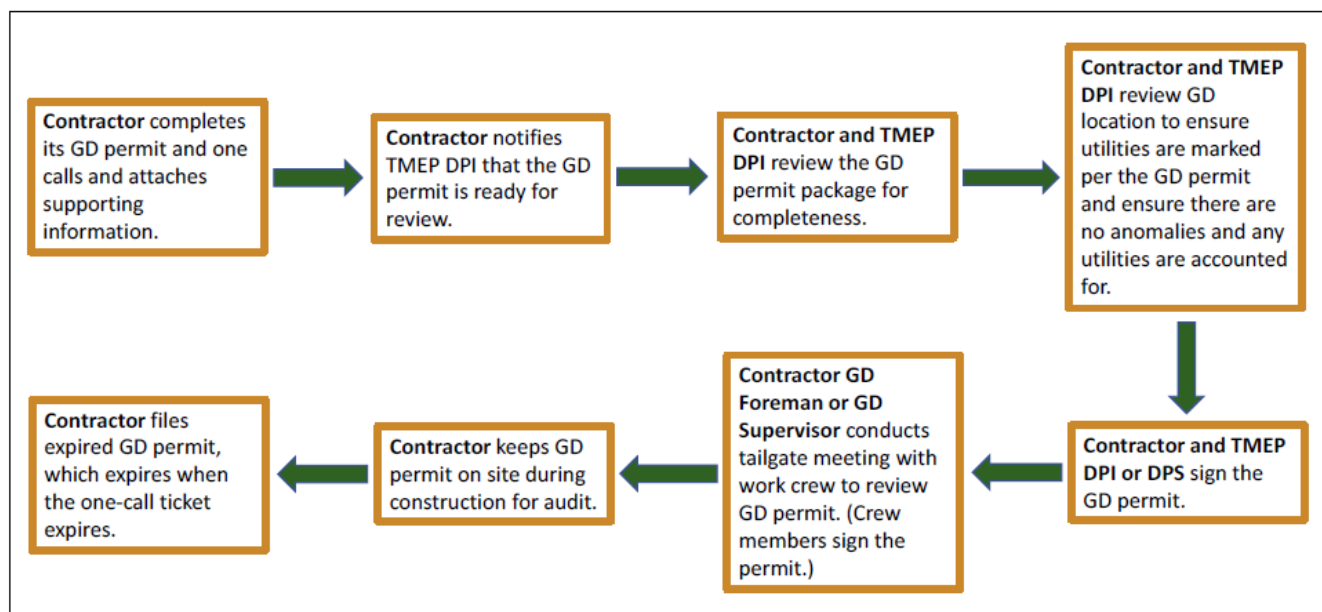 Contractor completes
its GD permit and one
calls and attaches
supporting
information.
Contractor notifies
TMEP DPI that the GD
permit is ready for
review.
Contractor and TMEP
DPI review the GD
permit package for
completeness.
Contractor and TMEP
DPI review GD
location to ensure
utilities are marked
per the GD permit
and ensure there are
no anomalies and any
utilities are accounted
for.
Contractor and TMEP
DPI or DPS sign the
GD permit.
Contractor GD
Foreman or GD
Supervisor conducts
tailgate meeting with
work crew to review
GD permit. (Crew
members sign the
permit.)
Contractor keeps GD
permit on site during
construction for audit.
Contractor files
expired GD permit,
which expires when
the one-call ticket
expires.